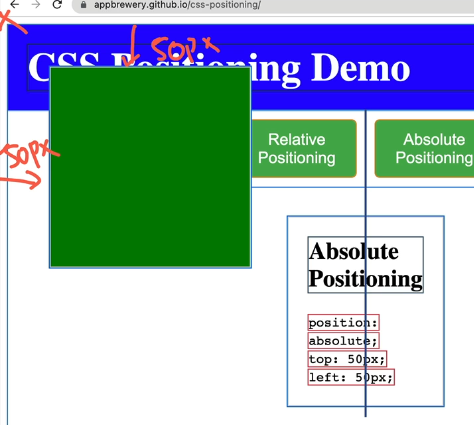 appbrewery.github.io/css-positioning/
CSS Positioning Demo
50px
50px
Relative
Positioning
Absolute
Positioning
Absolute
Positioning
position:
absolute;
top: 50px;
left: 50px;